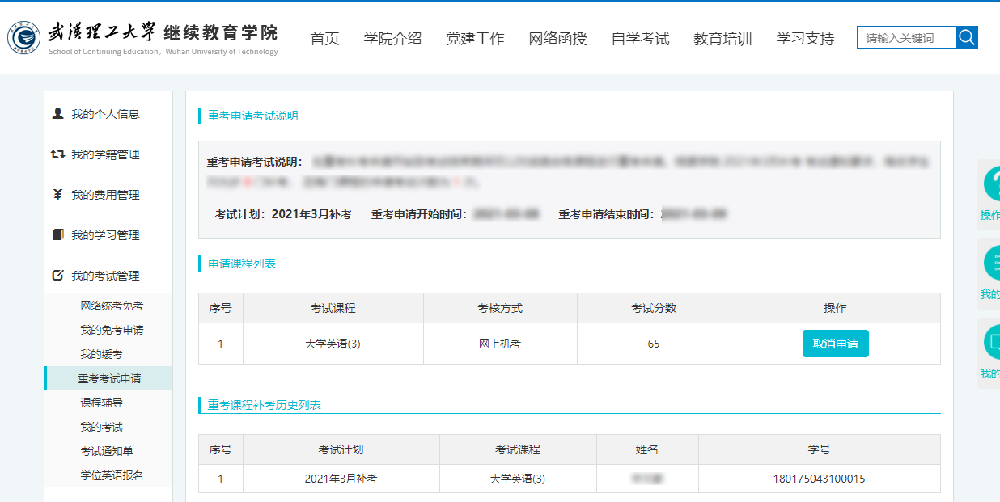 武汉理工大学 继续教育学院
School of Continuing Education, Wuhan University of Technology
首页 学院介绍 党建工作 网络函授 自学考试 教育培训 学习支持 请输入关键词
我的个人信息
我的学籍管理
我的费用管理
我的学习管理
我的考试管理
网络统考免考
我的免考申请
我的缓考
重考考试申请
课程辅导
我的考试
考试通知单
学位英语报名
重考申请考试说明
重考申请考试说明：
考试计划：2021年3月补考 重考申请开始时间： 重考申请结束时间：
申请课程列表
序号 考试课程 考核方式 考试分数 操作
1 大学英语(3) 网上机考 65 取消申请
重考课程补考历史列表
序号 考试计划 考试课程 姓名 学号
1 2021年3月补考 大学英语(3) 180175043100015
操作
我的
我的